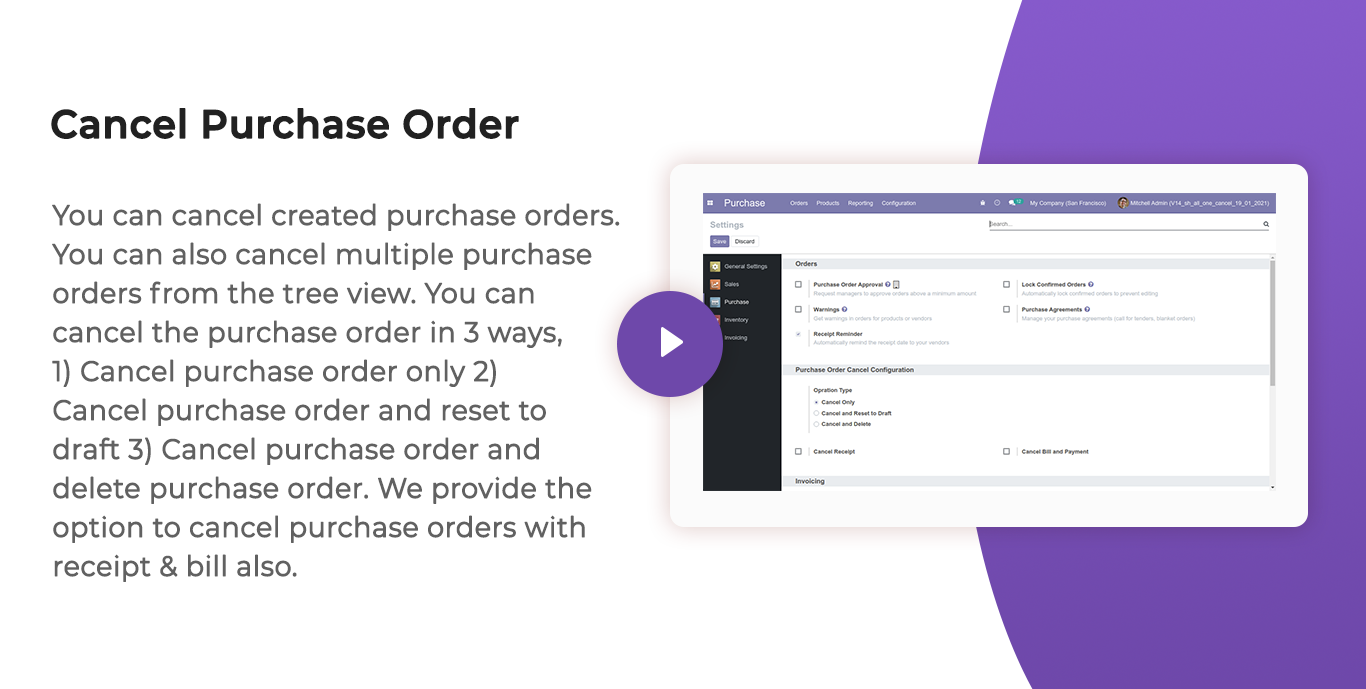 Cancel Purchase Order
You can cancel created purchase orders.
You can also cancel multiple purchase
orders from the tree view. You can
cancel the purchase order in 3 ways,
1) Cancel purchase order only 2)
Cancel purchase order and reset to
draft 3) Cancel purchase order and
delete purchase order. We provide the
option to cancel purchase orders with
receipt & bill also.
Purchase Orders Products Reporting Configuration My Company (San Francisco) Mitchell Admin (V14_sh_all_one_cancel_19_01_2021)
Settings Search...
Save Discard
General Settings
Sales
Purchase
Inventory
Invoicing
Orders
Purchase Order Approval Lock Confirmed Orders
Request managers to approve orders above a minimum amount Automatically lock confirmed orders to prevent editing
Warnings Purchase Agreements
Get warnings in orders for products or vendors Manage your purchase agreements (call for tenders, blanket orders)
Receipt Reminder
Automatically remind the receipt date to your vendors
Purchase Order Cancel Configuration
Opration Type
Cancel Only
Cancel and Reset to Draft
Cancel and Delete
Cancel Receipt Cancel Bill and Payment
Invoicing